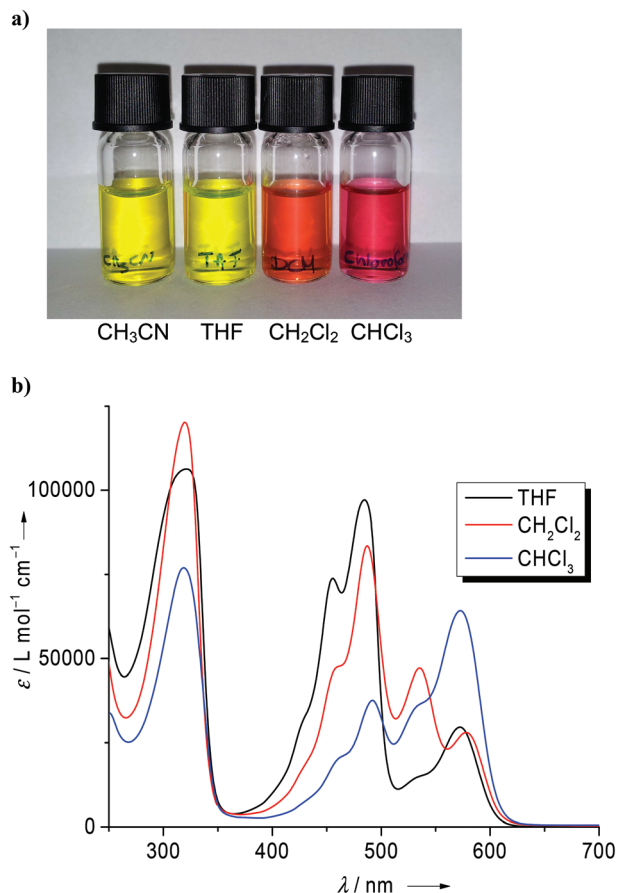 a)
CH₃CN THF DCM Chlorofor
CH₃CN THF CH₂Cl₂ CHCl₃
b)
ε / L mol⁻¹ cm⁻¹ →
100000
50000
0
THF
CH₂Cl₂
CHCl₃
300 400 500 600 700
λ / nm →